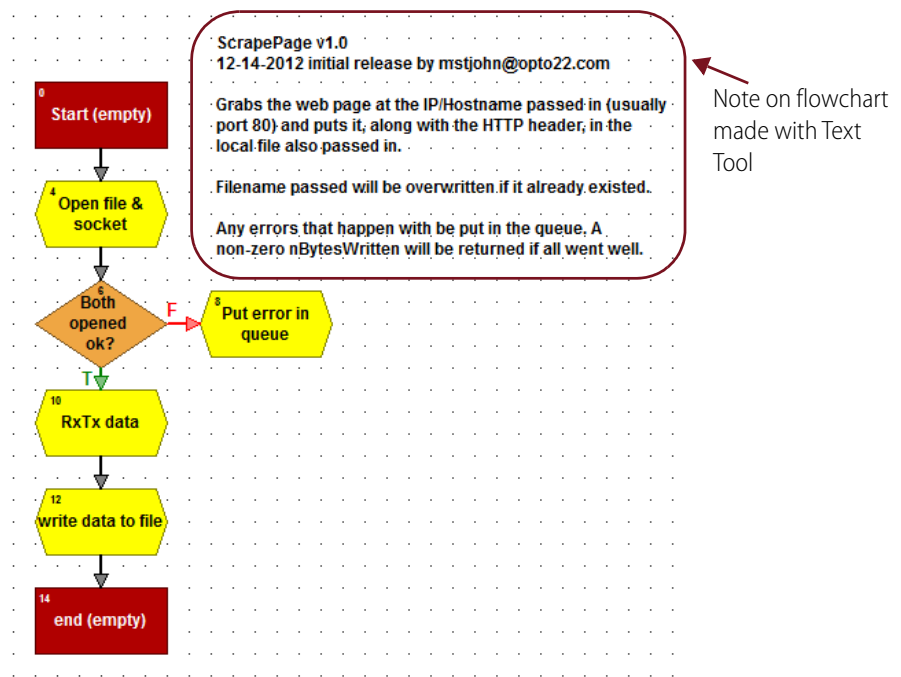 ScrapePage v1.0
12-14-2012 initial release by mstjohn@opto22.com
Grabs the web page at the IP/Hostname passed in (usually
port 80) and puts it, along with the HTTP header, in the
local file also passed in.
Filename passed will be overwritten if it already existed.
Any errors that happen with be put in the queue. A
non-zero nBytesWritten will be returned if all went well.
Note on flowchart
made with Text
Tool
0
Start (empty)
4
Open file &
socket
6
Both
opened
ok?
F
8
Put error in
queue
T
10
RxTx data
12
write data to file
14
end (empty)